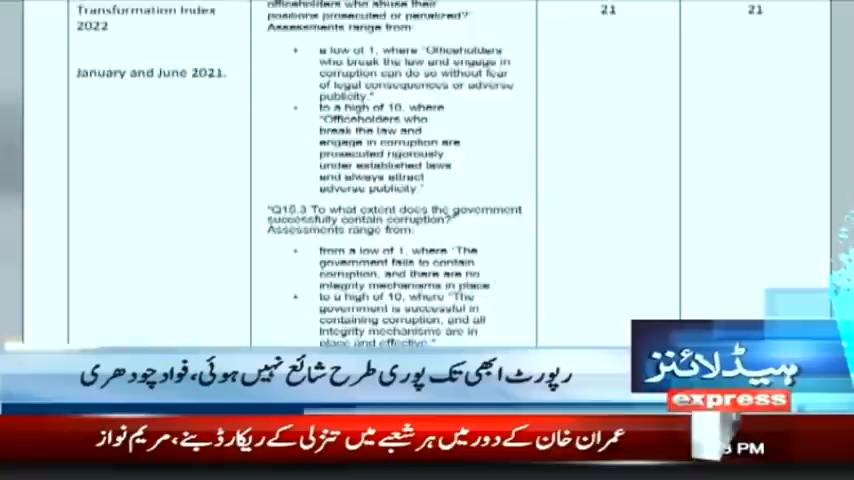 Transformation Index
2022
January and June 2021.
officeholders who abuse their
positions prosecuted or penalized?"
Assessments range from:
• a low of 1, where "Officeholders
who break the law and engage in
corruption can do so without fear
of legal consequences or adverse
publicity."
• to a high of 10, where
"Officeholders who
break the law and
engage in corruption are
prosecuted rigorously
under established laws
and always attract
adverse publicity."
"Q15.3 To what extent does the government
successfully contain corruption?"
Assessments range from:
• from a low of 1, where "The
government fails to contain
corruption, and there are no
integrity mechanisms in place
• to a high of 10, where "The
government is successful in
containing corruption, and all
integrity mechanisms are in
place and effective."
21
21
ہیڈلائنز
رپورٹ ابھی تک پوری طرح شائع نہیں ہوئی، فواد چودھری
express
عمران خان کے دور میں ہر شعبے میں تنزلی کے ریکارڈ بنے، مریم نواز
PM